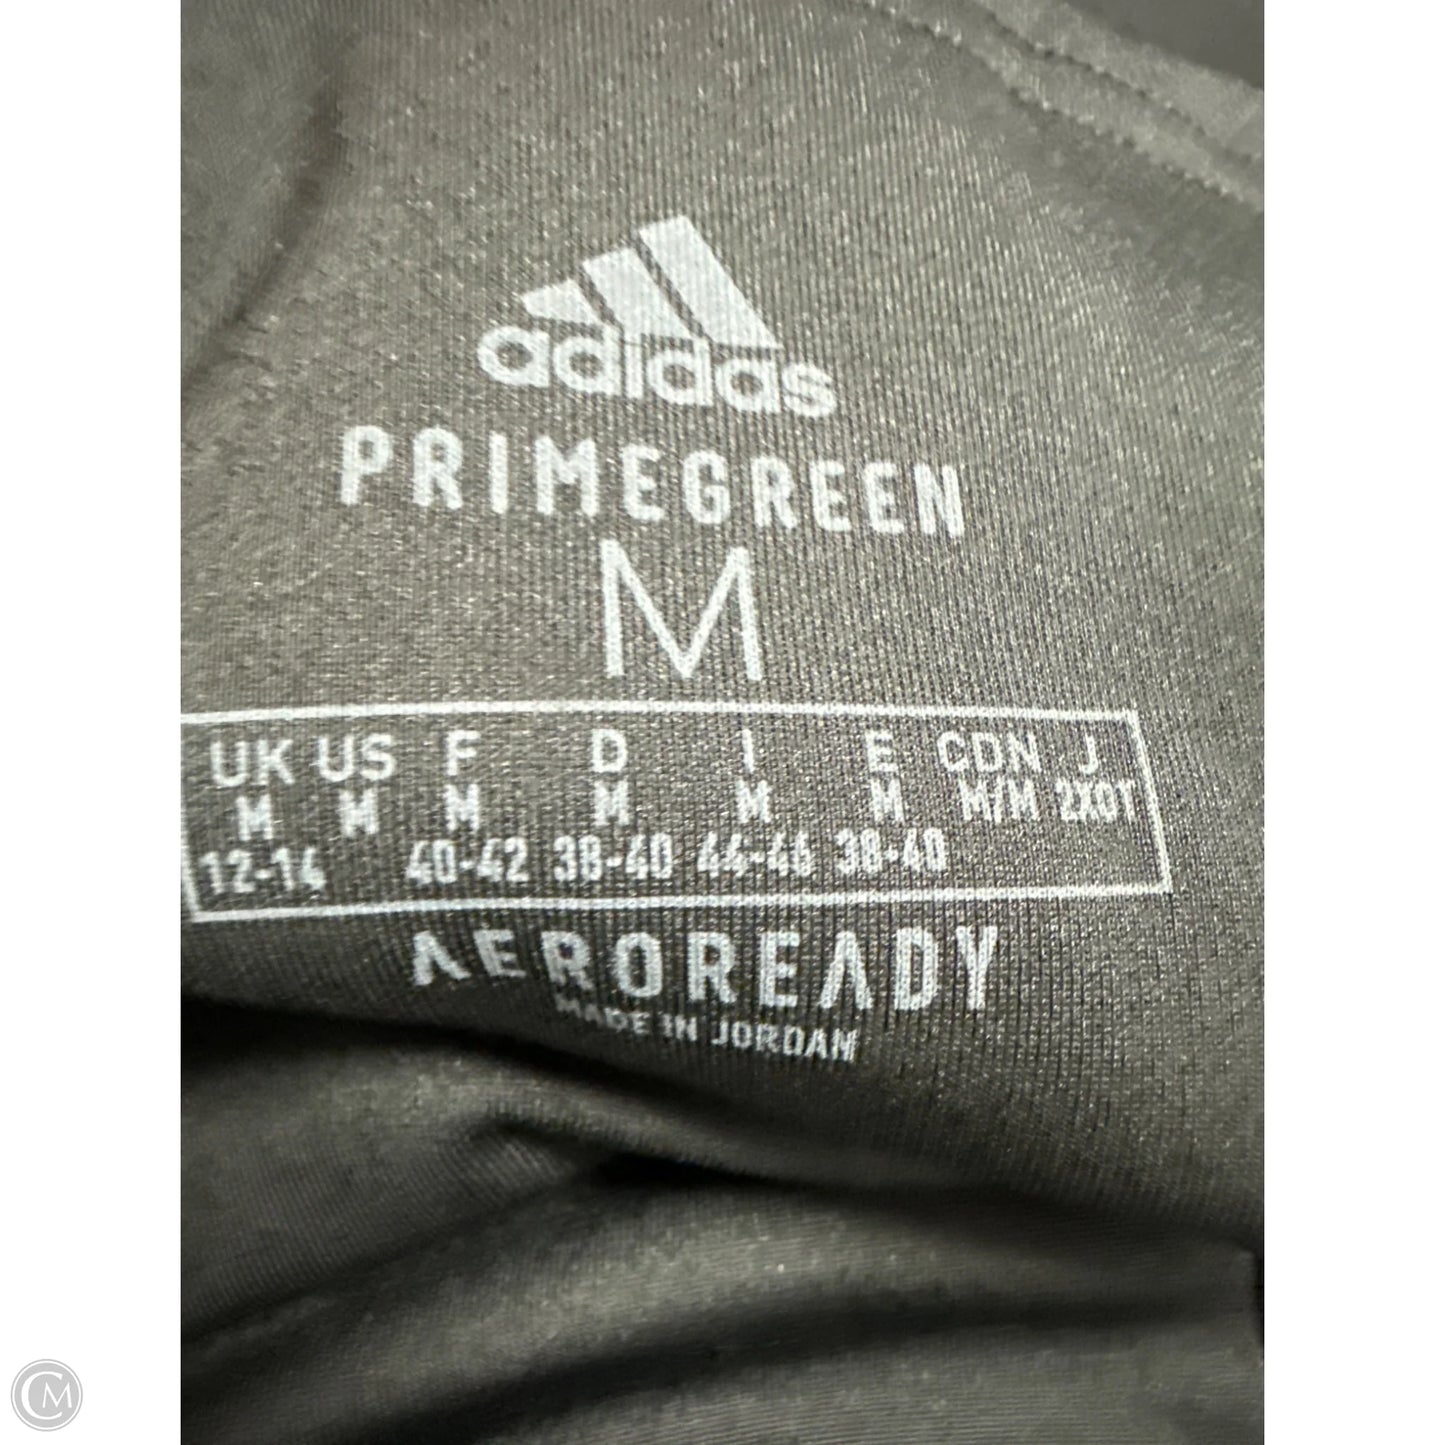 adidas
PRIMEGREEN
M
UK US F D I E CDN J
M M M M M M M/M 2XOT
12-14 40-42 38-40 44-46 38-40
AEROREADY
MADE IN JORDAN
CM